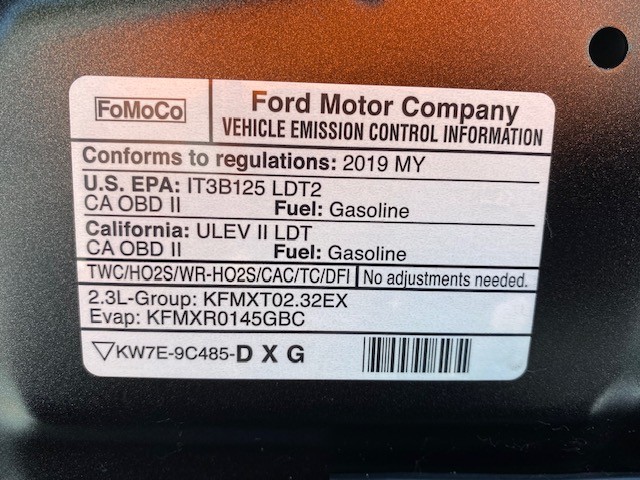 FoMoCo
Ford Motor Company
VEHICLE EMISSION CONTROL INFORMATION
Conforms to regulations: 2019 MY
U.S. EPA: IT3B125 LDT2
CA OBD II Fuel: Gasoline
California: ULEV II LDT
CA OBD II Fuel: Gasoline
TWC/HO2S/WR-HO2S/CAC/TC/DFI No adjustments needed.
2.3L-Group: KFMXT02.32EX
Evap: KFMXR0145GBC
▽KW7E-9C485-D X G